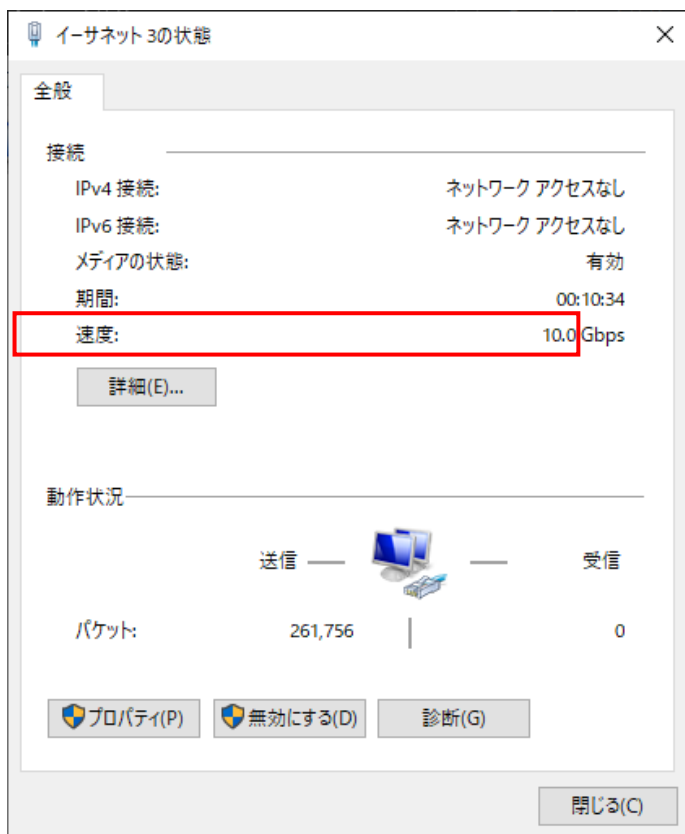 イーサネット 3の状態
全般
接続
IPv4 接続: ネットワーク アクセスなし
IPv6 接続: ネットワーク アクセスなし
メディアの状態: 有効
期間: 00:10:34
速度: 10.0 Gbps
詳細(E)...
動作状況
送信 受信
パケット: 261,756 0
プロパティ(P) 無効にする(D) 診断(G)
閉じる(C)